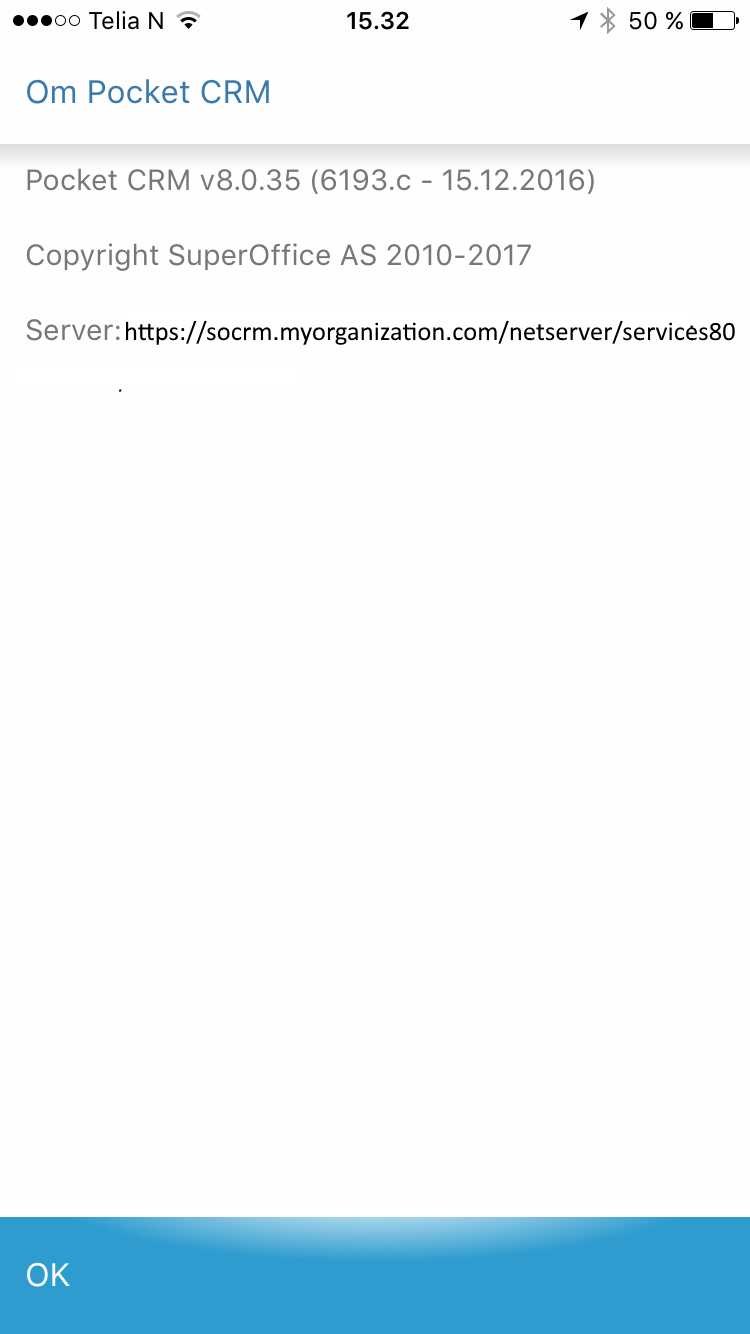 Telia N 15.32 50 %
Om Pocket CRM
Pocket CRM v8.0.35 (6193.c - 15.12.2016)
Copyright SuperOffice AS 2010-2017
Server: https://socrm.myorganization.com/netserver/services80
OK